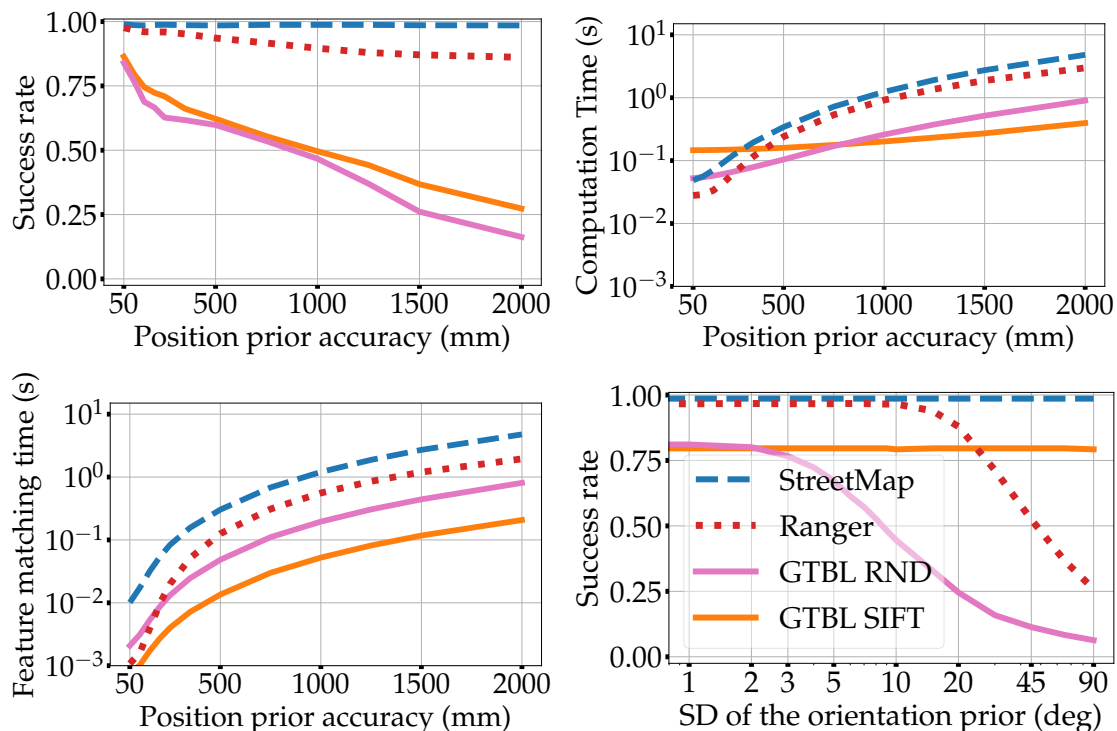 Success rate
1.00
0.75
0.50
0.25
0.00
50 500 1000 1500 2000
Position prior accuracy (mm)
Computation Time (s)
10^1
10^0
10^-1
10^-2
10^-3
50 500 1000 1500 2000
Position prior accuracy (mm)
Feature matching time (s)
10^1
10^0
10^-1
10^-2
10^-3
50 500 1000 1500 2000
Position prior accuracy (mm)
Success rate
1.00
0.75
0.50
0.25
0.00
StreetMap
Ranger
GTBL RND
GTBL SIFT
1 2 3 5 10 20 45 90
SD of the orientation prior (deg)